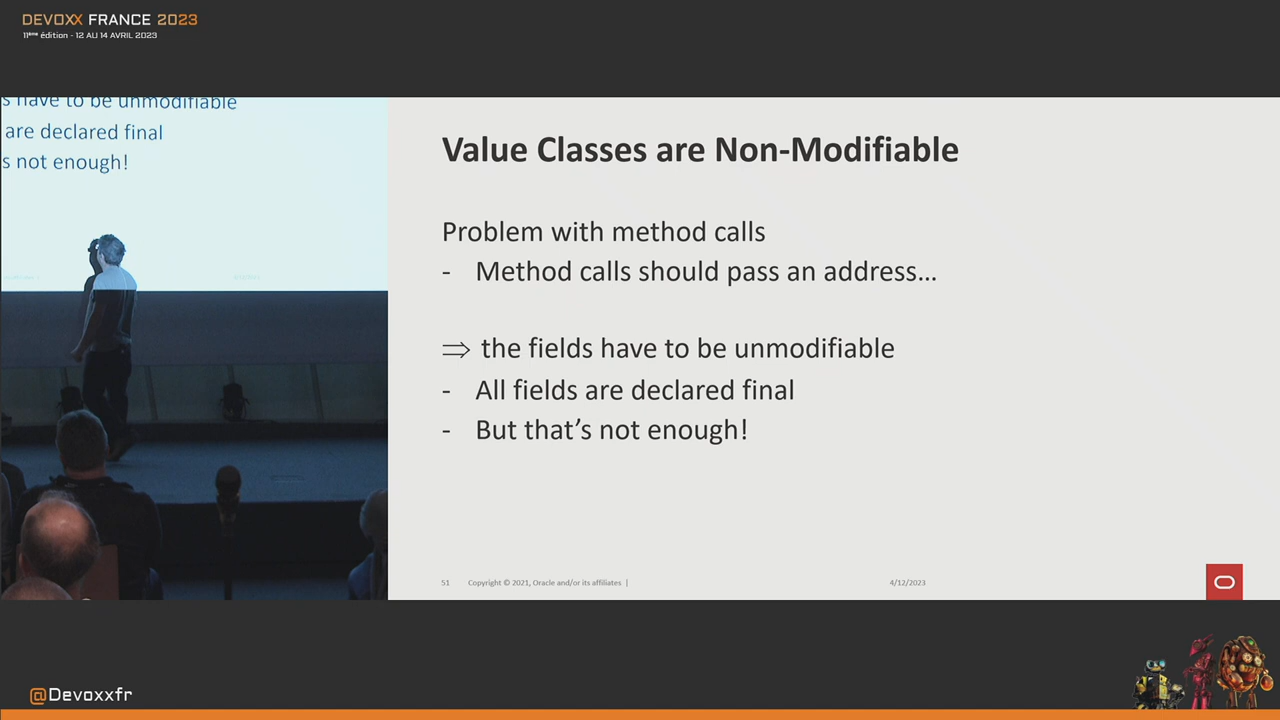 DEVOXX FRANCE 2023
11ème édition - 12 AU 14 AVRIL 2023
s have to be unmodifiable
are declared final
s not enough!
Value Classes are Non-Modifiable
Problem with method calls
- Method calls should pass an address...
⇒ the fields have to be unmodifiable
- All fields are declared final
- But that's not enough!
51 Copyright © 2021, Oracle and/or its affiliates |
4/12/2023
@Devoxxfr